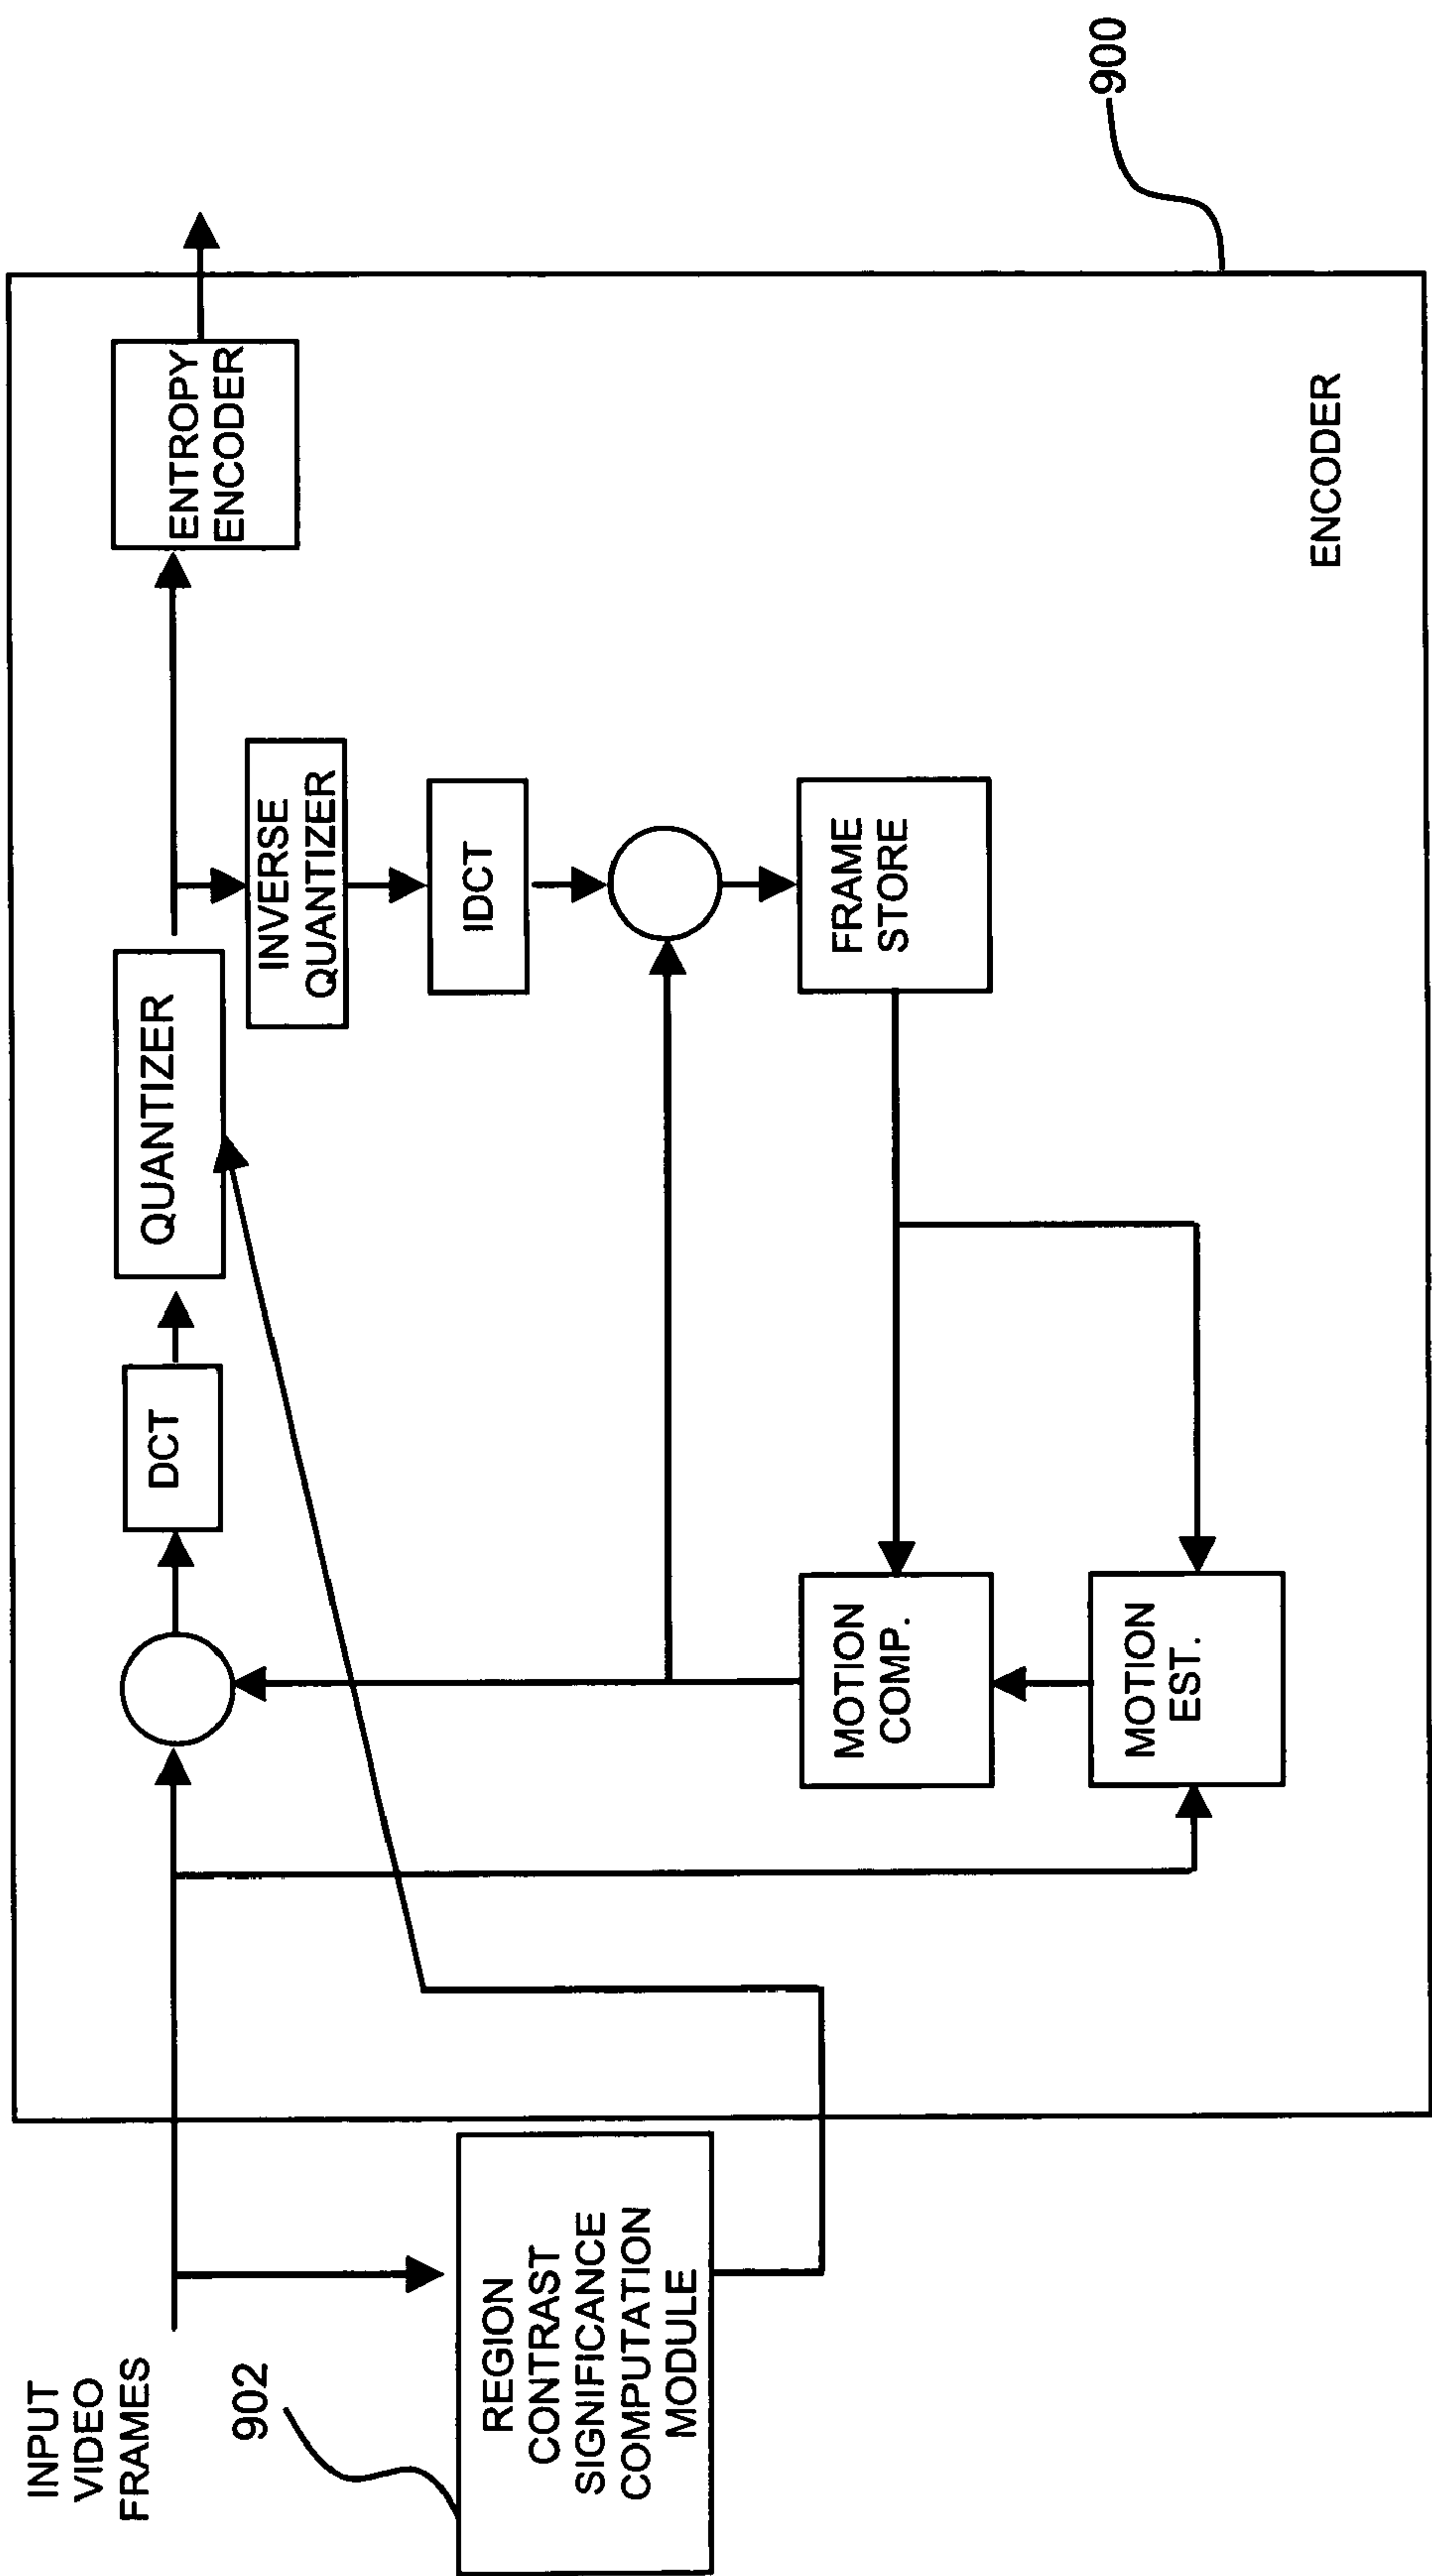 INPUT
VIDEO
FRAMES
902
REGION
CONTRAST
SIGNIFICANCE
COMPUTATION
MODULE
DCT
QUANTIZER
ENTROPY
ENCODER
INVERSE
QUANTIZER
IDCT
FRAME
STORE
MOTION
COMP.
MOTION
EST.
ENCODER
900